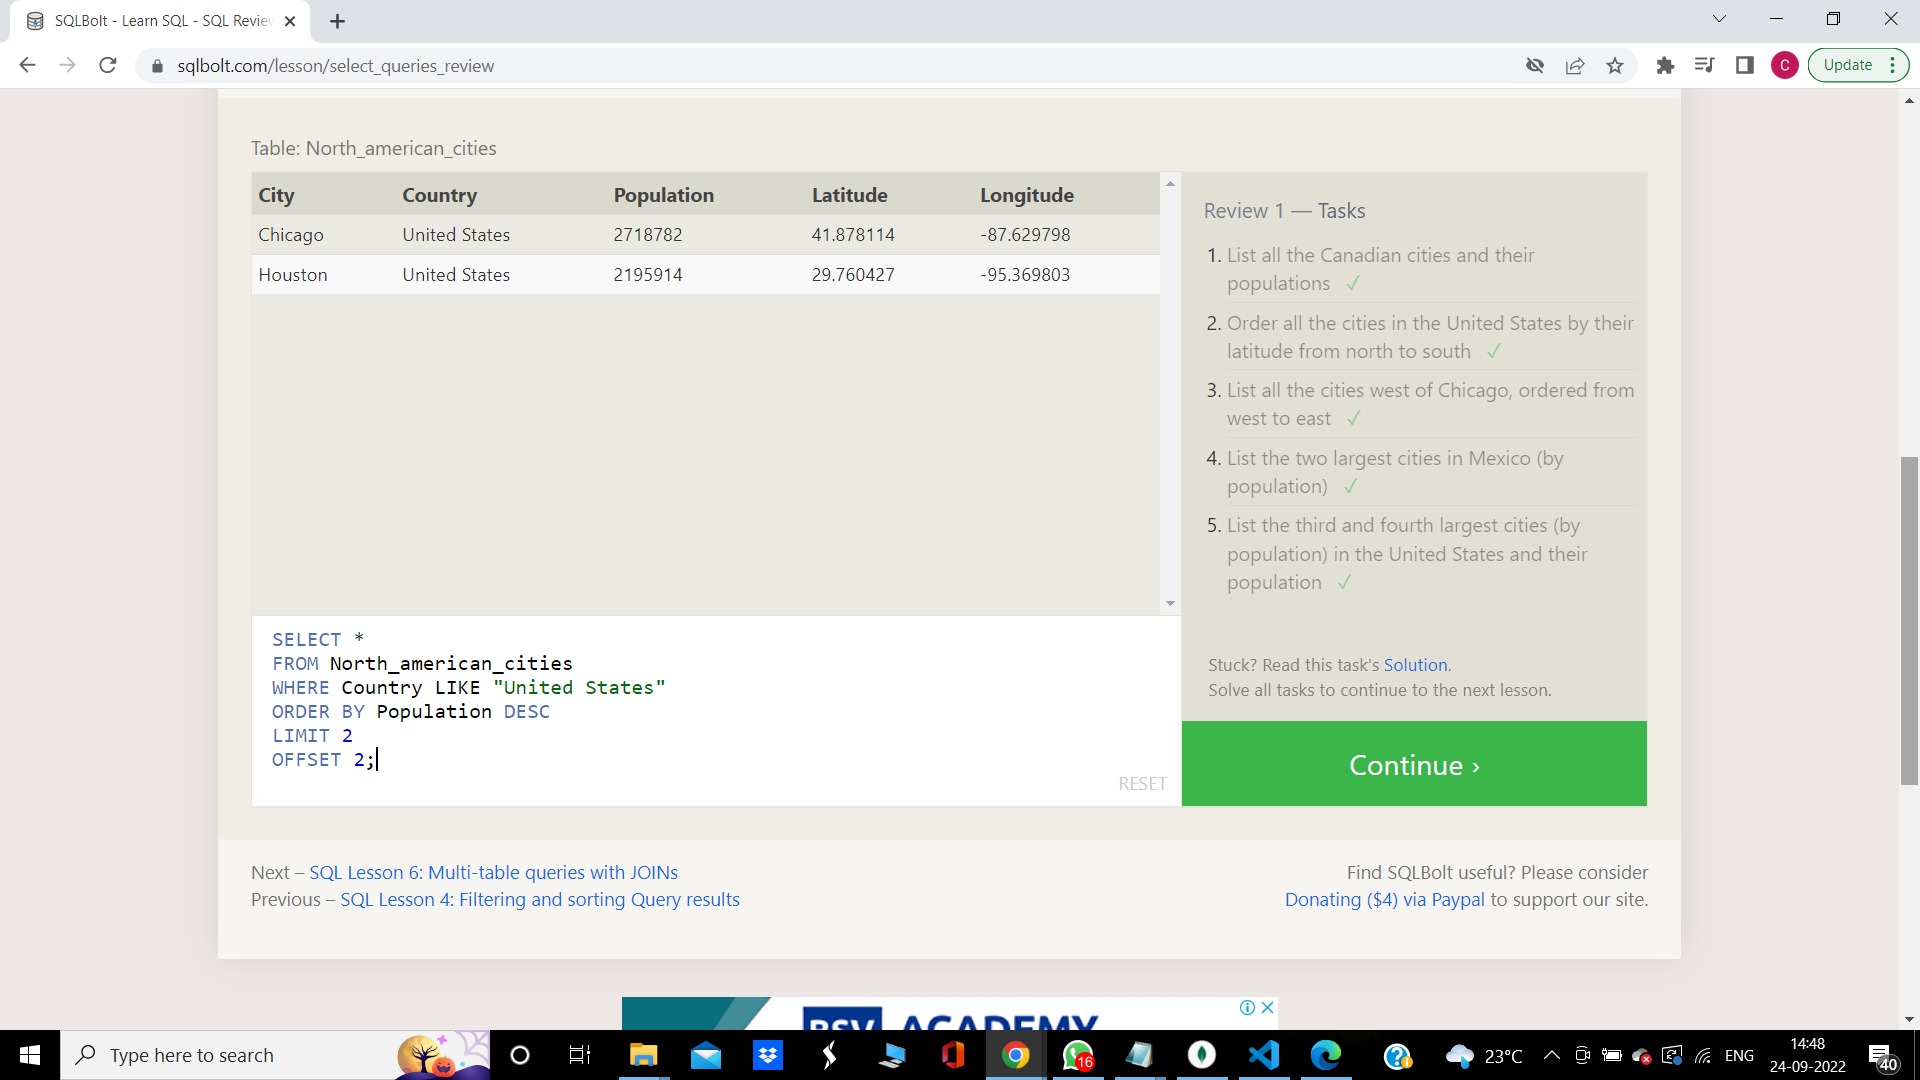 SQLBolt - Learn SQL - SQL Review
sqlbolt.com/lesson/select_queries_review
C
Update
Table: North_american_cities
City Country Population Latitude Longitude
Chicago United States 2718782 41.878114 -87.629798
Houston United States 2195914 29.760427 -95.369803
SELECT *
FROM North_american_cities
WHERE Country LIKE "United States"
ORDER BY Population DESC
LIMIT 2
OFFSET 2;
RESET
Review 1 — Tasks
1. List all the Canadian cities and their
populations ✓
2. Order all the cities in the United States by their
latitude from north to south ✓
3. List all the cities west of Chicago, ordered from
west to east ✓
4. List the two largest cities in Mexico (by
population) ✓
5. List the third and fourth largest cities (by
population) in the United States and their
population ✓
Stuck? Read this task's Solution.
Solve all tasks to continue to the next lesson.
Continue ›
Next – SQL Lesson 6: Multi-table queries with JOINs
Previous – SQL Lesson 4: Filtering and sorting Query results
Find SQLBolt useful? Please consider
Donating ($4) via Paypal to support our site.
RSV ACADEMY
Type here to search
16
23°C
ENG
14:48
24-09-2022
40